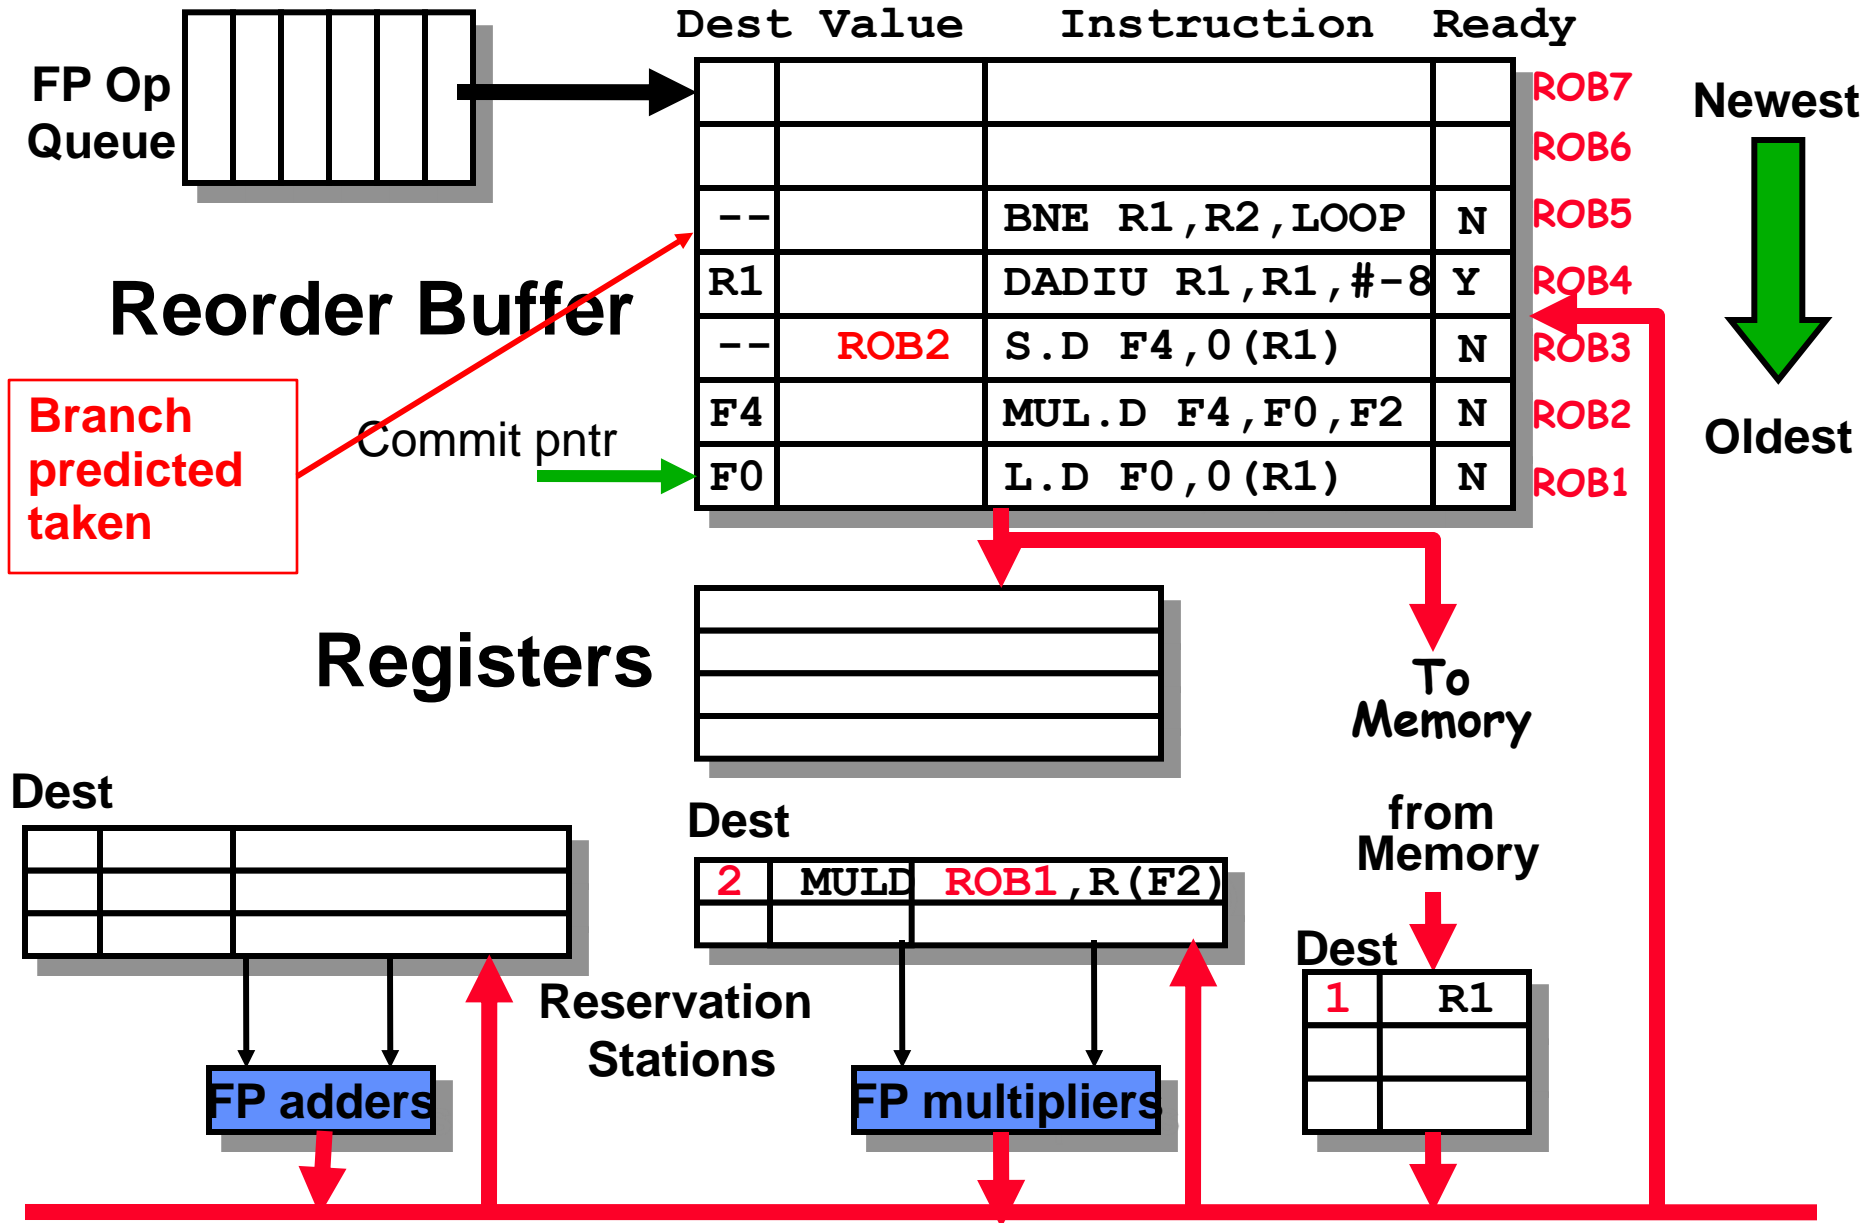 Dest Value Instruction Ready
FP Op
Queue
ROB7
Newest
ROB6
-- BNE R1,R2,LOOP N ROB5
Reorder Buffer
R1 DADIU R1,R1,#-8 Y ROB4
-- ROB2 S.D F4,0(R1) N ROB3
Branch
predicted
taken
Commit pntr
F4 MUL.D F4,F0,F2 N ROB2
Oldest
F0 L.D F0,0(R1) N ROB1
Registers
To
Memory
Dest
Dest
from
Memory
2 MULD ROB1,R(F2)
Dest
1 R1
Reservation
Stations
FP adders
FP multipliers